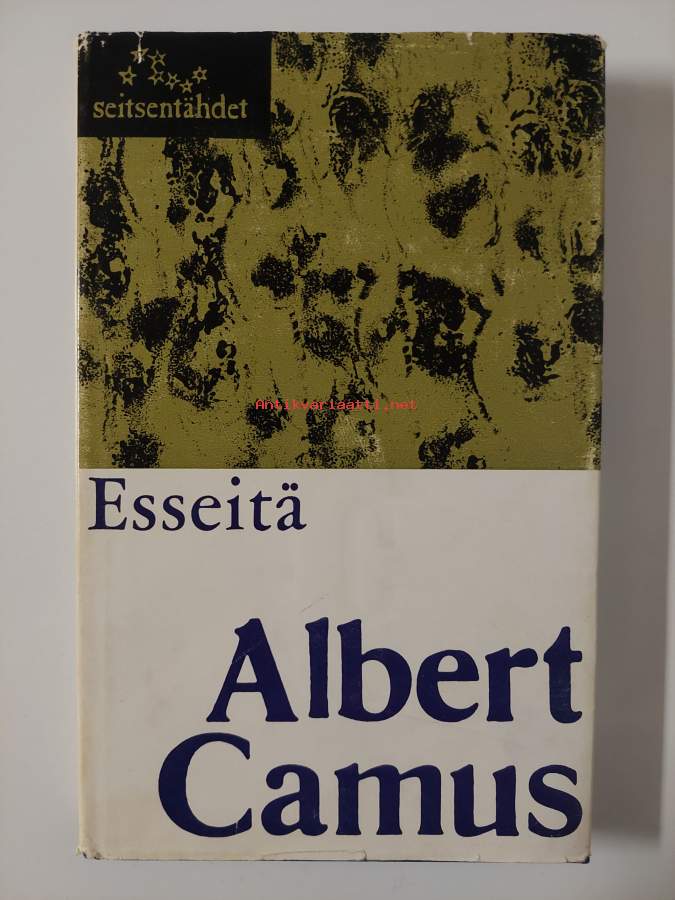 seitsentähdet
Antikvariaatti.net
Esseitä
Albert
Camus